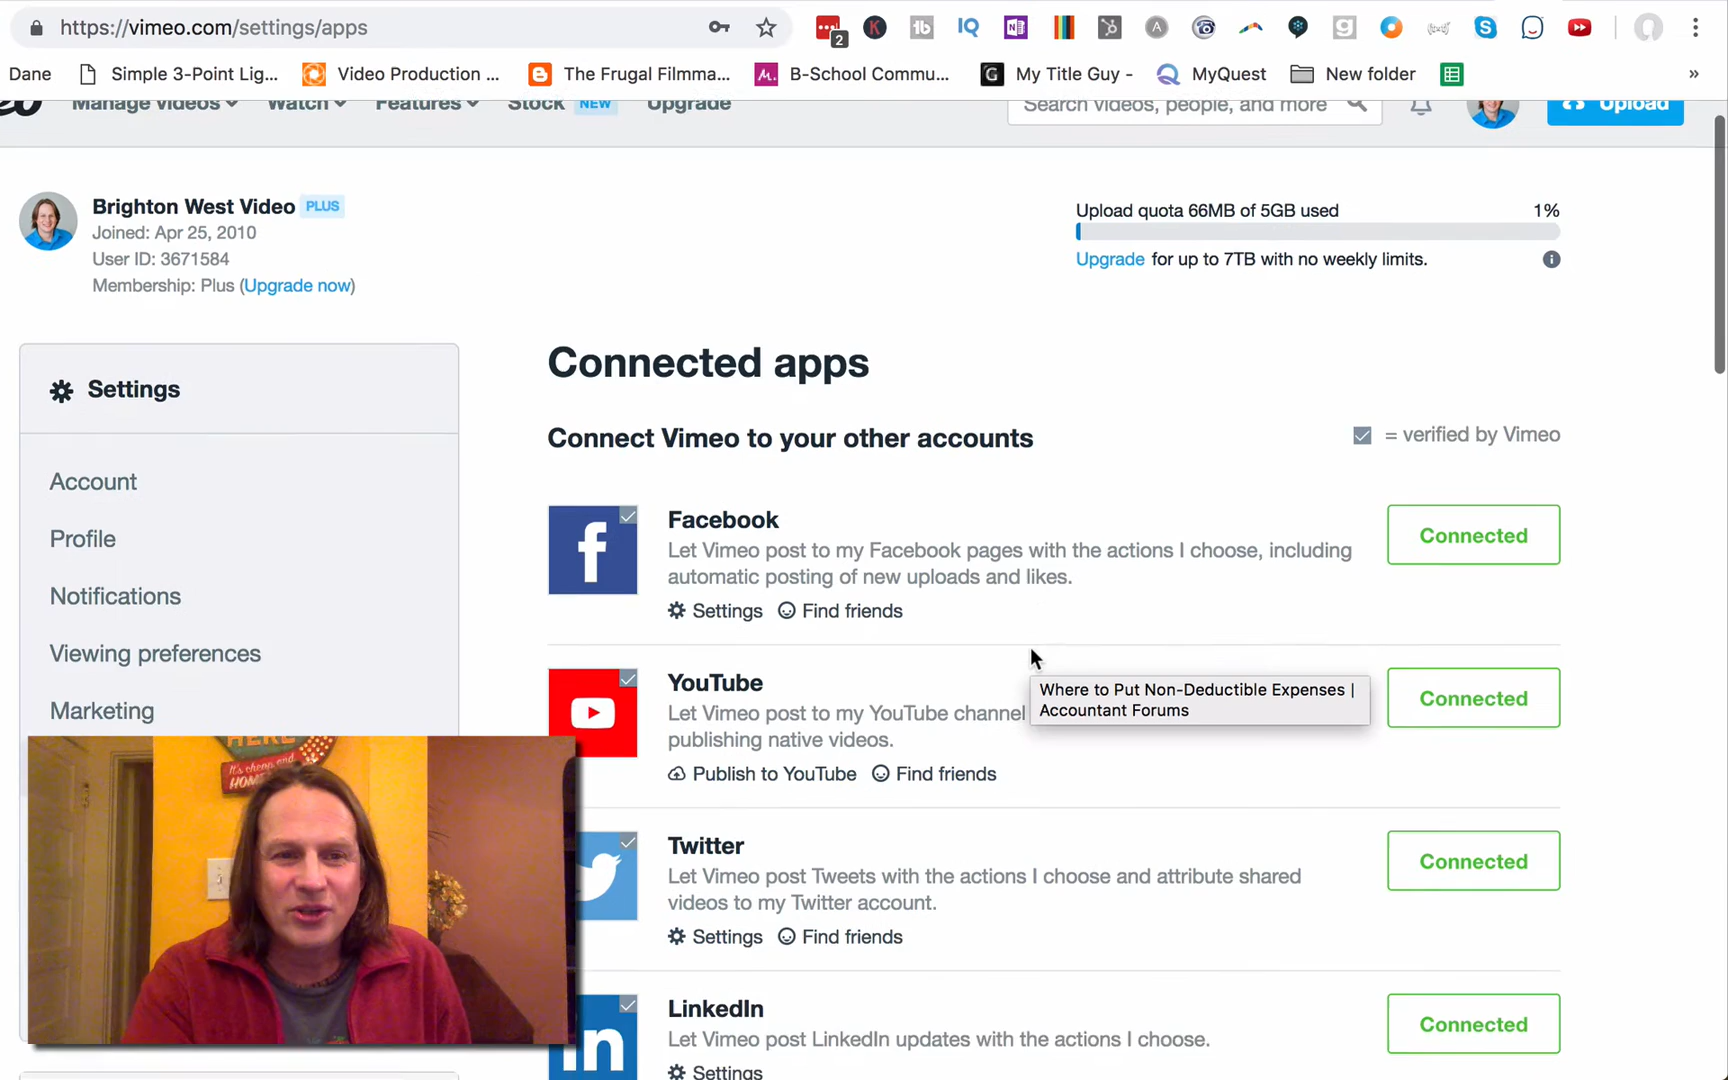 https://vimeo.com/settings/apps
2
Dane
Simple 3-Point Lig...
Video Production ...
The Frugal Filmma...
B-School Commu...
My Title Guy -
MyQuest
New folder
»
Manage videos Watch Features Stock NEW Upgrade
Search videos, people, and more
Upload
Brighton West Video PLUS
Joined: Apr 25, 2010
User ID: 3671584
Membership: Plus (Upgrade now)
Upload quota 66MB of 5GB used 1%
Upgrade for up to 7TB with no weekly limits.
Settings
Account
Profile
Notifications
Viewing preferences
Marketing
Connected apps
Connect Vimeo to your other accounts
= verified by Vimeo
Facebook
Let Vimeo post to my Facebook pages with the actions I choose, including
automatic posting of new uploads and likes.
Settings Find friends
Connected
YouTube
Let Vimeo post to my YouTube channel
publishing native videos.
Publish to YouTube Find friends
Connected
Where to Put Non-Deductible Expenses |
Accountant Forums
Twitter
Let Vimeo post Tweets with the actions I choose and attribute shared
videos to my Twitter account.
Settings Find friends
Connected
LinkedIn
Let Vimeo post LinkedIn updates with the actions I choose.
Settings
Connected
HERE
It's cheap and